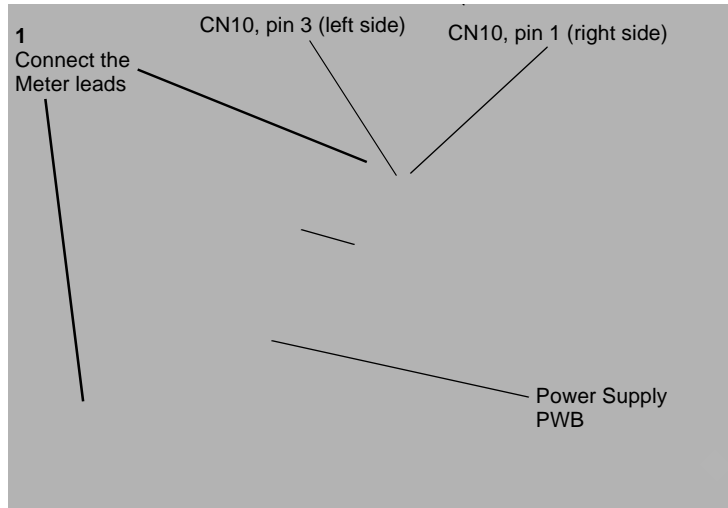 CN10, pin 3 (left side)
CN10, pin 1 (right side)
1
Connect the
Meter leads
Power Supply
PWB